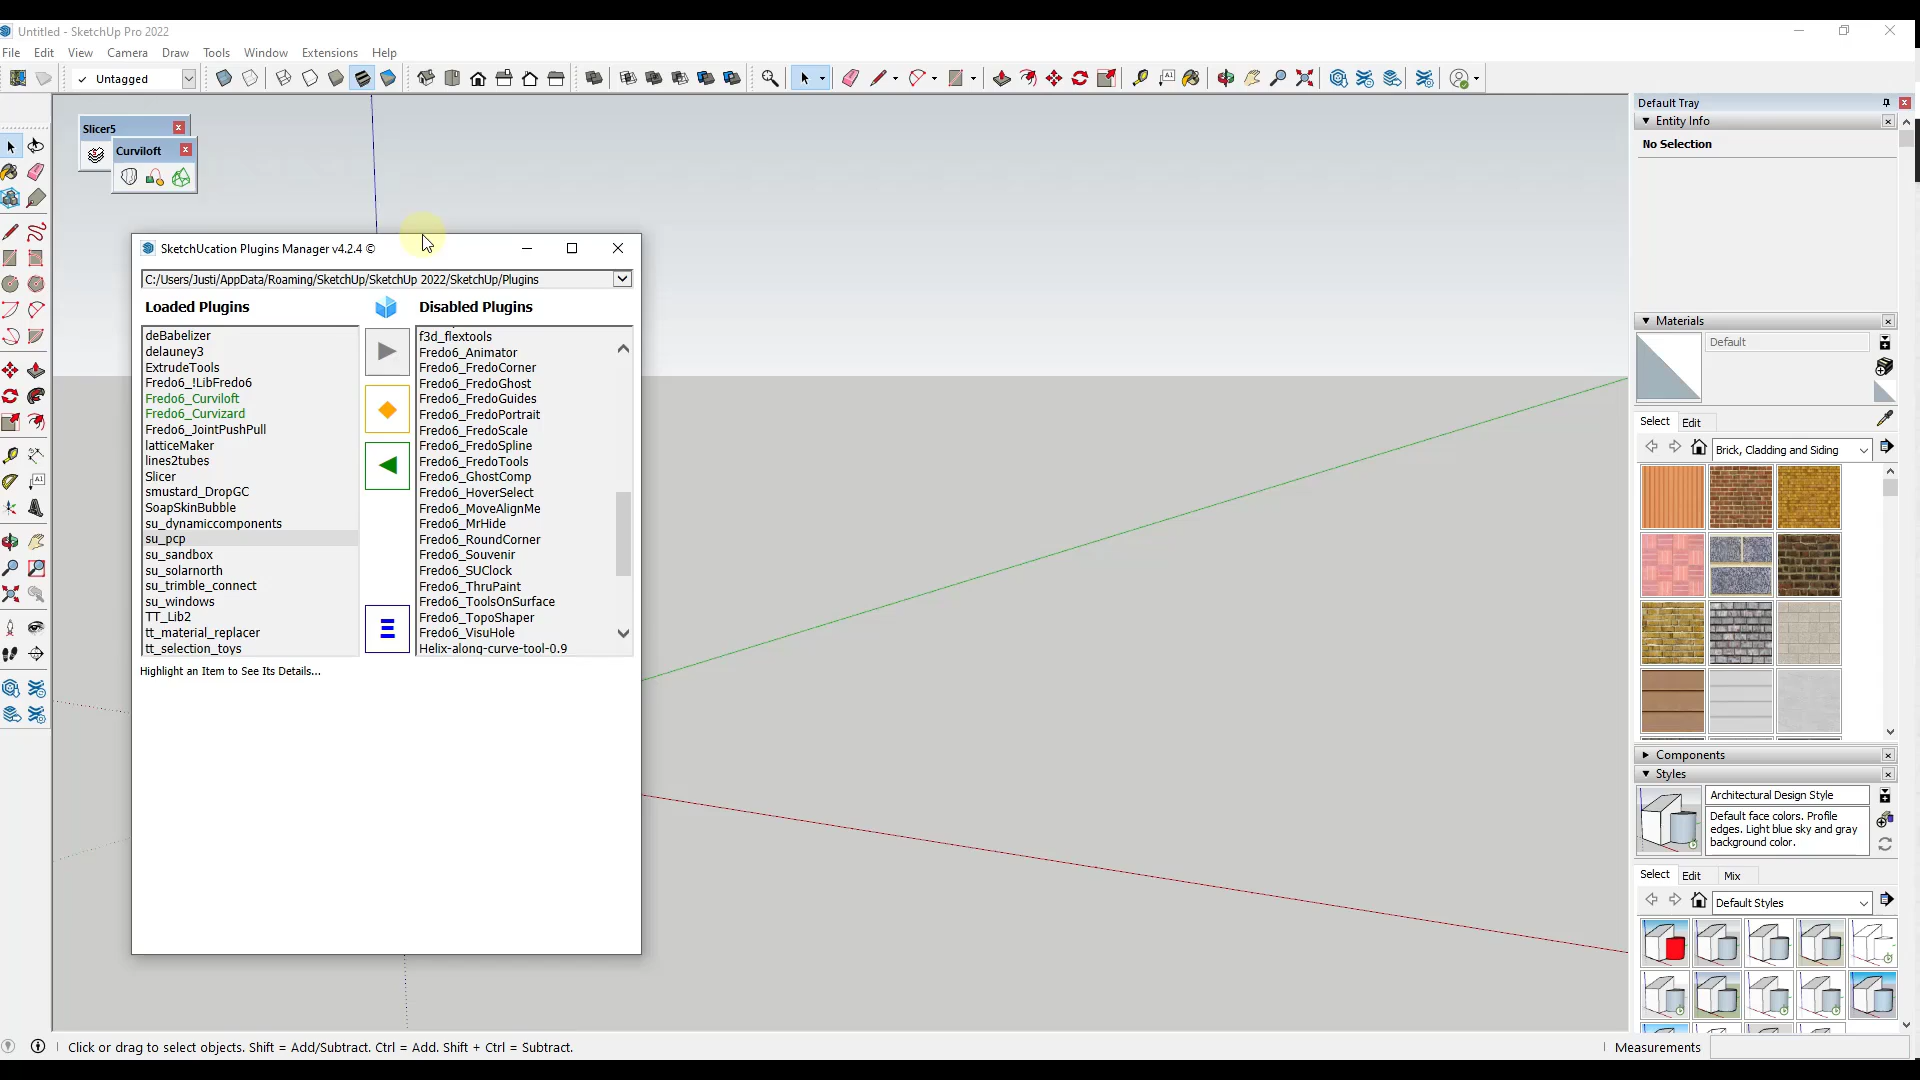 Untitled - SketchUp Pro 2022
File Edit View Camera Draw Tools Window Extensions Help
Untagged
Default Tray
Entity Info
No Selection
Slicer5
Curviloft
SketchUcation Plugins Manager v4.2.4 ©
C:/Users/Justi/AppData/Roaming/SketchUp/SketchUp 2022/SketchUp/Plugins
Loaded Plugins
deBabelizer
delauney3
ExtrudeTools
Fredo6_!LibFredo6
Fredo6_Curviloft
Fredo6_Curvizard
Fredo6_JointPushPull
latticeMaker
lines2tubes
Slicer
smustard_DropGC
SoapSkinBubble
su_dynamiccomponents
su_pcp
su_sandbox
su_solarnorth
su_trimble_connect
su_windows
TT_Lib2
tt_material_replacer
tt_selection_toys
Disabled Plugins
f3d_flextools
Fredo6_Animator
Fredo6_FredoCorner
Fredo6_FredoGhost
Fredo6_FredoGuides
Fredo6_FredoPortrait
Fredo6_FredoScale
Fredo6_FredoSpline
Fredo6_FredoTools
Fredo6_GhostComp
Fredo6_HoverSelect
Fredo6_MoveAlignMe
Fredo6_MrHide
Fredo6_RoundCorner
Fredo6_Souvenir
Fredo6_SUClock
Fredo6_ThruPaint
Fredo6_ToolsOnSurface
Fredo6_TopoShaper
Fredo6_VisuHole
Helix-along-curve-tool-0.9
Highlight an Item to See Its Details...
Materials
Default
Select Edit
Brick, Cladding and Siding
Components
Styles
Architectural Design Style
Default face colors. Profile
edges. Light blue sky and gray
background color.
Select Edit Mix
Default Styles
Click or drag to select objects. Shift = Add/Subtract. Ctrl = Add. Shift + Ctrl = Subtract.
Measurements